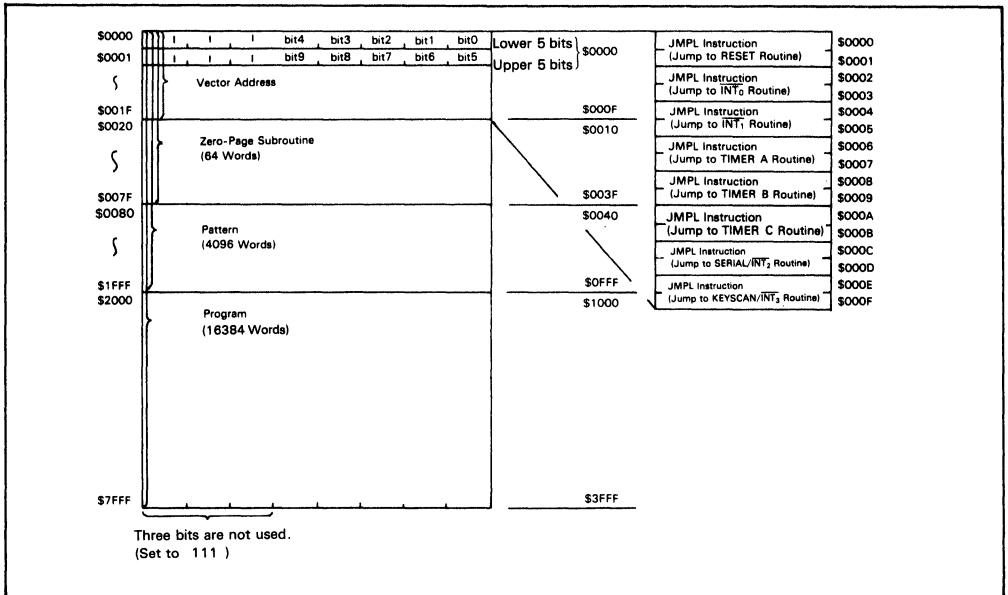 $0000 1 1 1 bit4 bit3 bit2 bit1 bit0 Lower 5 bits
$0001 bit9 bit8 bit7 bit6 bit5 Upper 5 bits
$0000
Vector Address
$001F $000F
$0020 $0010
Zero-Page Subroutine
(64 Words)
$007F $003F
$0080 $0040
Pattern
(4096 Words)
$1FFF $0FFF
$2000 $1000
Program
(16384 Words)
$7FFF $3FFF
Three bits are not used.
(Set to 111 )
JMPL Instruction $0000
(Jump to RESET Routine) $0001
JMPL Instruction $0002
(Jump to INT0 Routine) $0003
JMPL Instruction $0004
(Jump to INT1 Routine) $0005
JMPL Instruction $0006
(Jump to TIMER A Routine) $0007
JMPL Instruction $0008
(Jump to TIMER B Routine) $0009
JMPL Instruction $000A
(Jump to TIMER C Routine) $000B
JMPL Instruction $000C
(Jump to SERIAL/INT2 Routine) $000D
JMPL Instruction $000E
(Jump to KEYSCAN/INT3 Routine) $000F